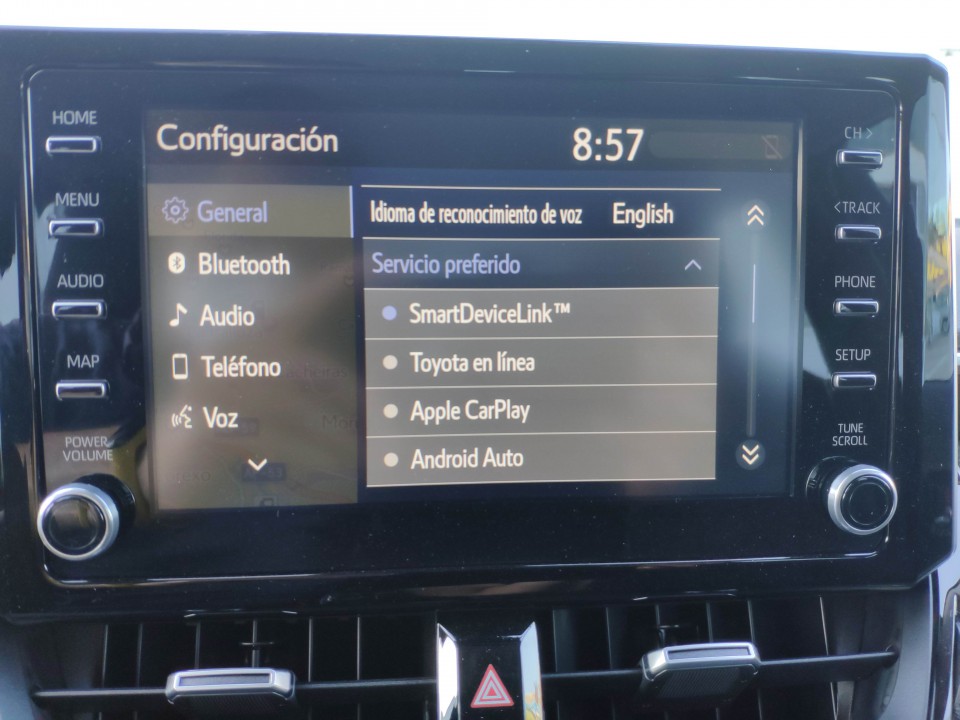 HOME
MENU
AUDIO
MAP
POWER
VOLUME
Configuración 8:57
General
Bluetooth
Audio
Teléfono
Voz
Idioma de reconocimiento de voz English
Servicio preferido
SmartDeviceLink™
Toyota en línea
Apple CarPlay
Android Auto
CH >
< TRACK
PHONE
SETUP
TUNE
SCROLL